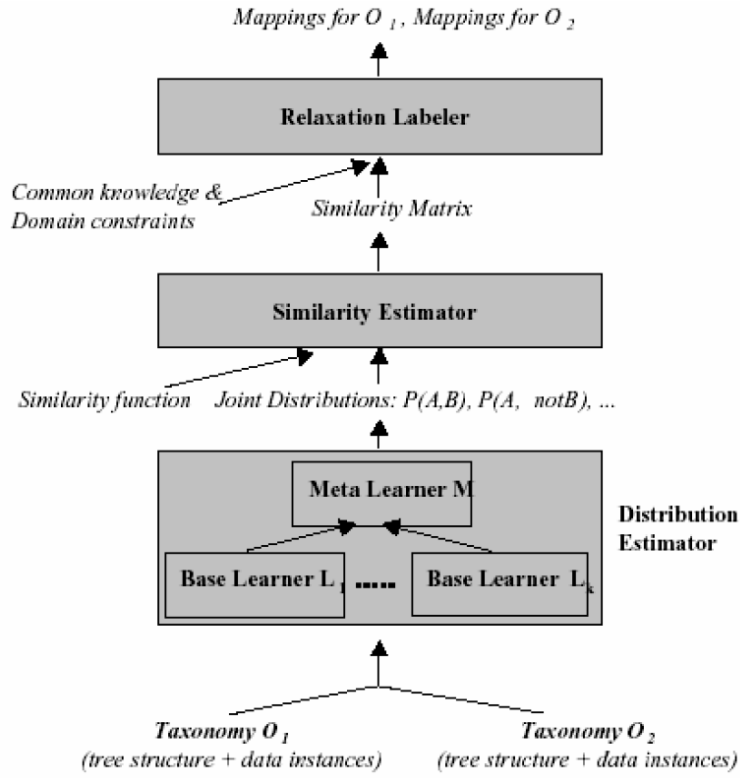 Mappings for O 1 , Mappings for O 2
Relaxation Labeler
Common knowledge &
Domain constraints
Similarity Matrix
Similarity Estimator
Similarity function
Joint Distributions: P(A,B), P(A, notB), ...
Meta Learner M
Distribution
Estimator
Base Learner L 1
.....
Base Learner L k
Taxonomy O1
(tree structure + data instances)
Taxonomy O2
(tree structure + data instances)